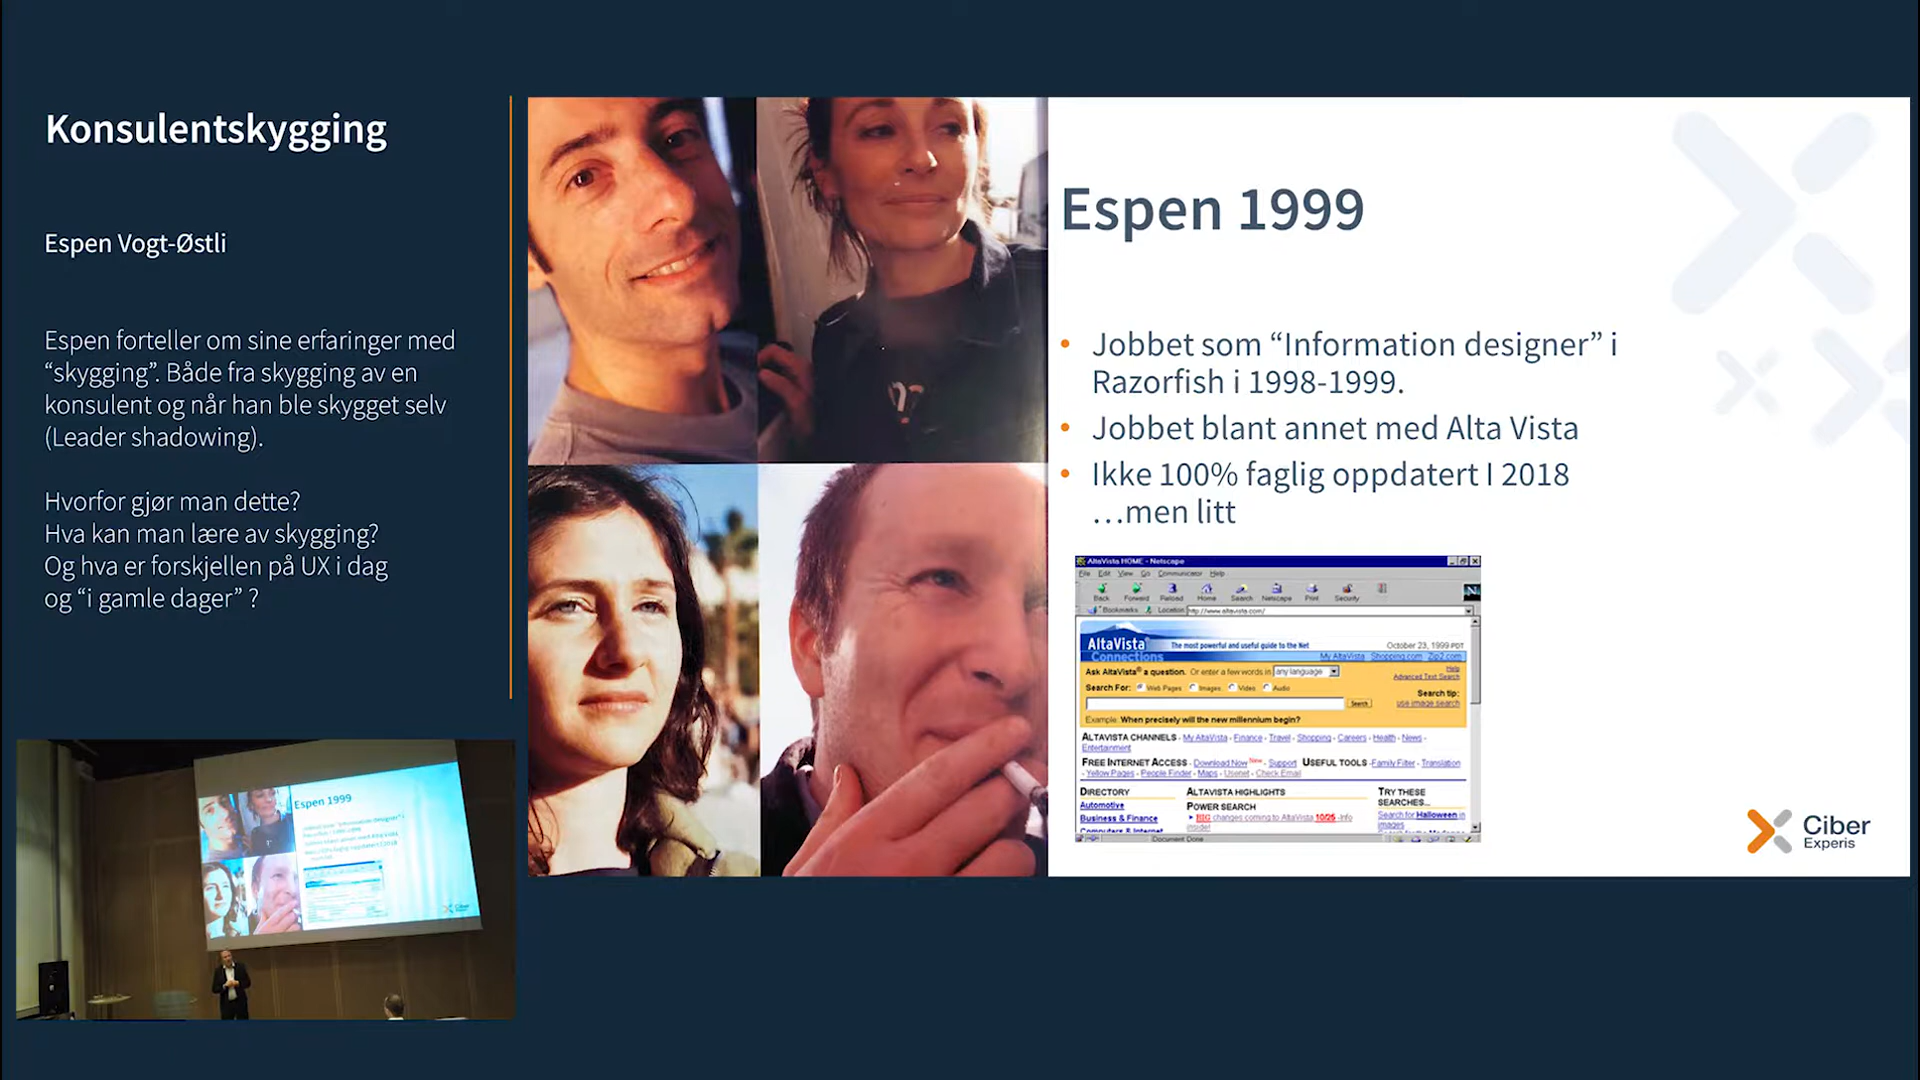 Konsulentskygging
Espen Vogt-Østli
Espen forteller om sine erfaringer med
“skygging”. Både fra skygging av en
konsulent og når han ble skygget selv
(Leader shadowing).
Hvorfor gjør man dette?
Hva kan man lære av skygging?
Og hva er forskjellen på UX i dag
og “i gamle dager” ?
Espen 1999
• Jobbet som “Information designer” i
Razorfish i 1998-1999.
• Jobbet blant annet med Alta Vista
• Ikke 100% faglig oppdatert I 2018
…men litt
AltaVista HOME - Netscape
File Edit View Go Communicator Help
Back Forward Reload Home Search Netscape Print Security
Bookmarks Location: http://www.altavista.com/
AltaVista The most powerful and useful guide to the Net October 23, 1999 PDT
Connections My AltaVista Shopping.com Zip2.com
Ask AltaVista® a question. Or enter a few words in any language Help
Advanced Text Search
Search For: Web Pages Images Video Audio
Search tip:
Search use image search
Example: When precisely will the new millennium begin?
ALTAVISTA CHANNELS - My AltaVista - Finance - Travel - Shopping - Careers - Health - News -
Entertainment
FREE INTERNET ACCESS - Download Now New - Support USEFUL TOOLS - Family Filter - Translation
- Yellow Pages - People Finder - Maps - Usenet - Check Email
DIRECTORY
Automotive
Business & Finance
Computers & Internet
ALTAVISTA HIGHLIGHTS
POWER SEARCH
BIG changes coming to AltaVista 10/25 -Info
inside!
TRY THESE
SEARCHES...
Search for Halloween in
images
Document Done
Ciber
Experis
Espen 1999
Ciber